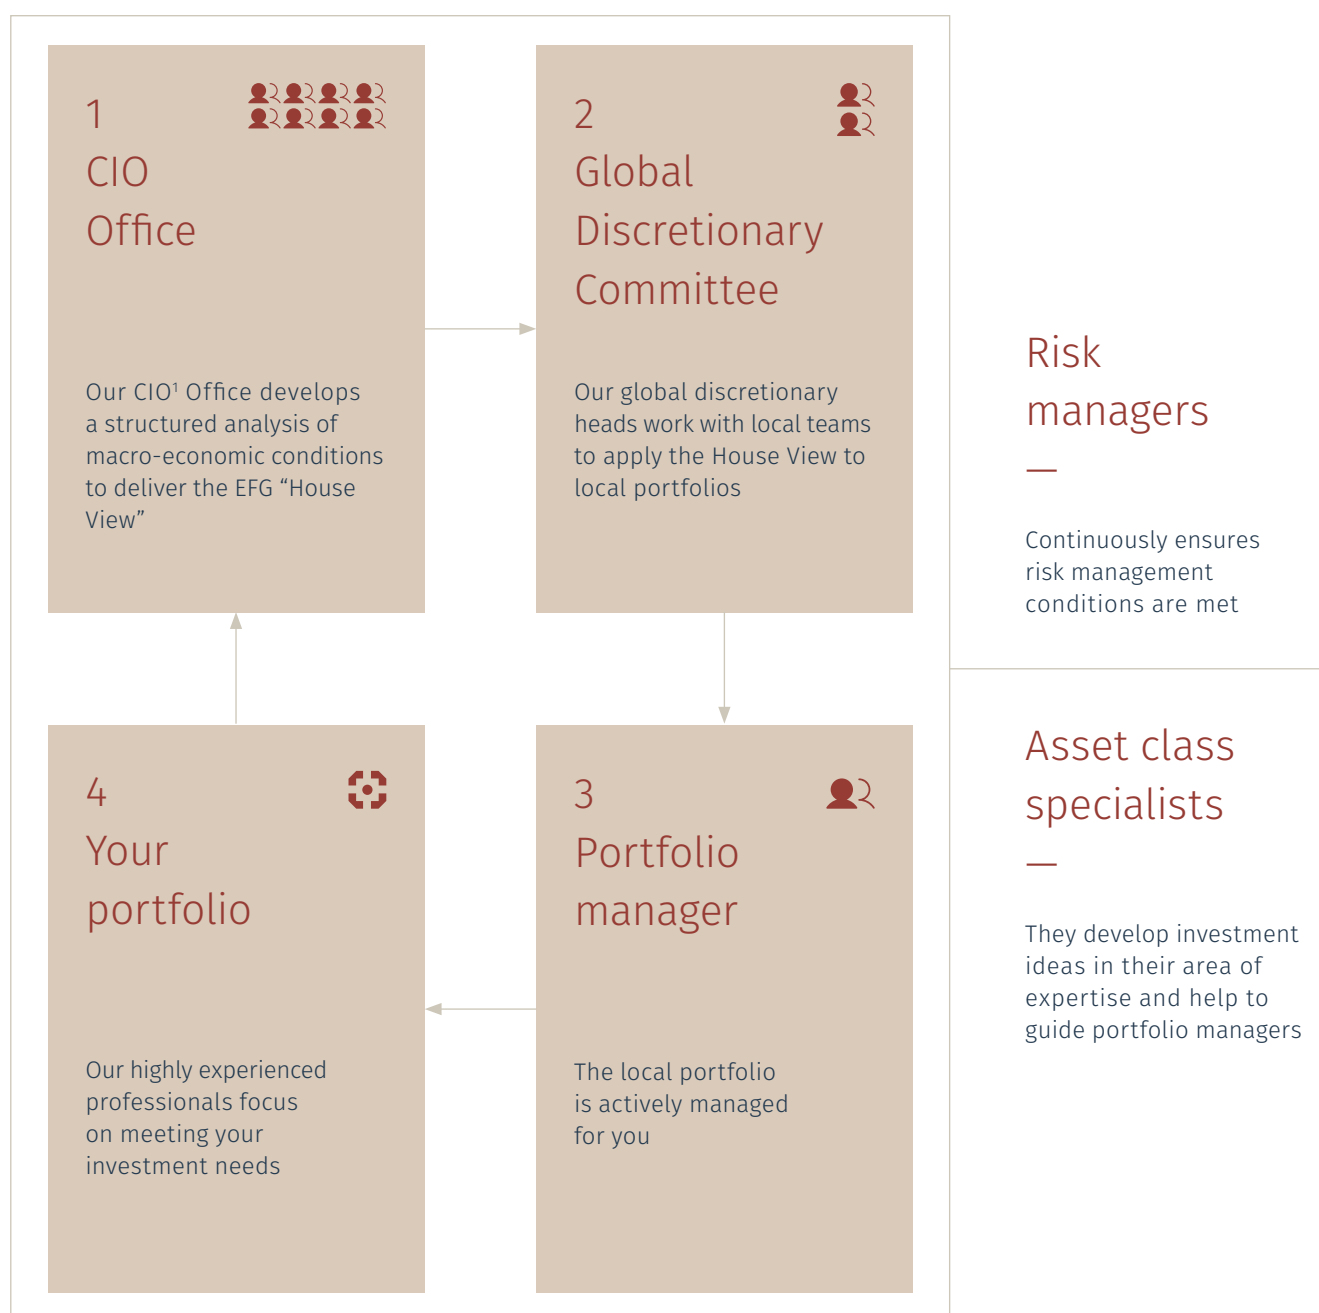 1
CIO
Office
Our CIO¹ Office develops
a structured analysis of
macro-economic conditions
to deliver the EFG “House
View”
2
Global
Discretionary
Committee
Our global discretionary
heads work with local teams
to apply the House View to
local portfolios
3
Portfolio
manager
The local portfolio
is actively managed
for you
4
Your
portfolio
Our highly experienced
professionals focus
on meeting your
investment needs
Risk
managers
—
Continuously ensures
risk management
conditions are met
Asset class
specialists
—
They develop investment
ideas in their area of
expertise and help to
guide portfolio managers